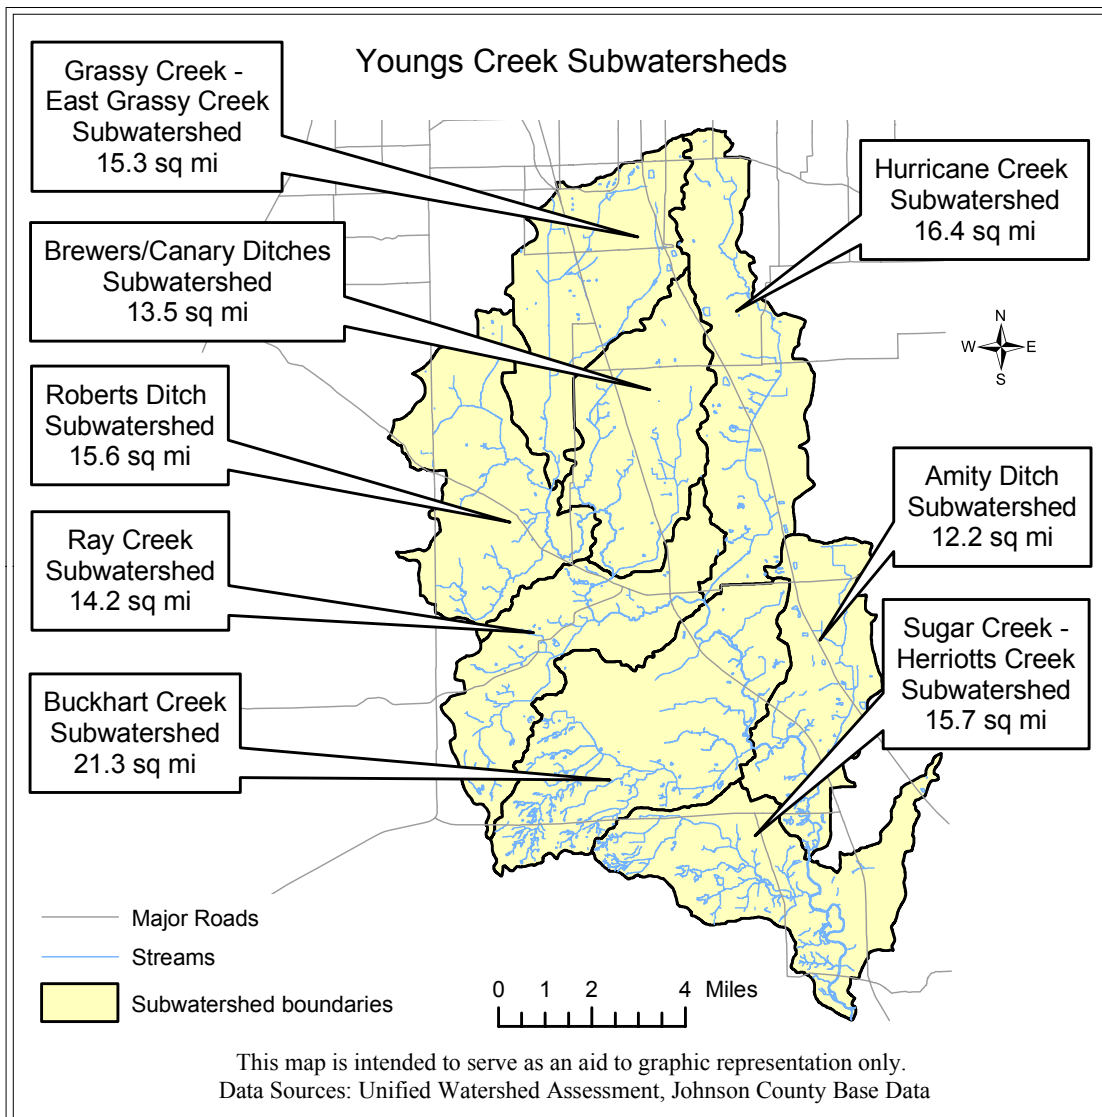 Youngs Creek Subwatersheds
Grassy Creek -
East Grassy Creek
Subwatershed
15.3 sq mi
Hurricane Creek
Subwatershed
16.4 sq mi
Brewers/Canary Ditches
Subwatershed
13.5 sq mi
N
W
E
S
Roberts Ditch
Subwatershed
15.6 sq mi
Amity Ditch
Subwatershed
12.2 sq mi
Ray Creek
Subwatershed
14.2 sq mi
Sugar Creek -
Herriotts Creek
Subwatershed
15.7 sq mi
Buckhart Creek
Subwatershed
21.3 sq mi
Major Roads
Streams
Subwatershed boundaries
0 1 2 4 Miles
This map is intended to serve as an aid to graphic representation only.
Data Sources: Unified Watershed Assessment, Johnson County Base Data